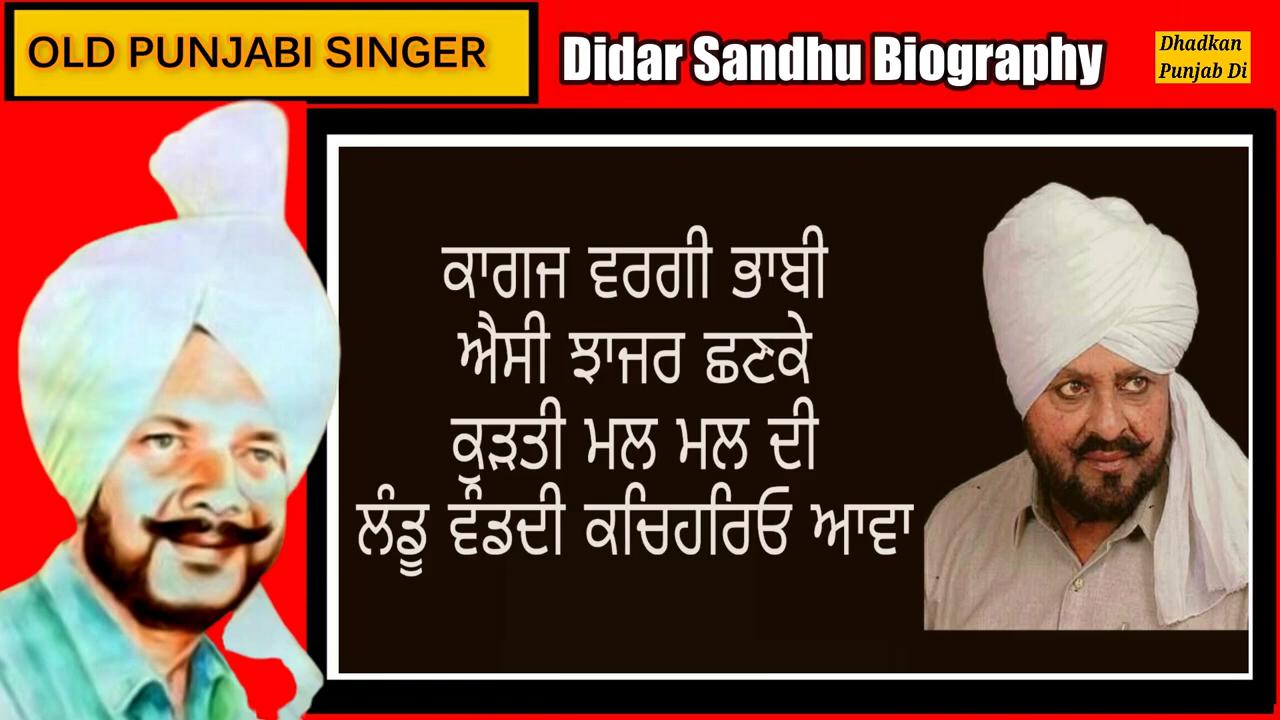 OLD PUNJABI SINGER
Didar Sandhu Biography
Dhadkan
Punjab Di
ਕਾਗਜ ਵਰਗੀ ਭਾਬੀ
ਐਸੀ ਝਾਜਰ ਛਣਕੇ
ਕੁੜਤੀ ਮਲ ਮਲ ਦੀ
ਲੰਡੂ ਵੰਡਦੀ ਕਚਿਹਰਿਓ ਆਵਾ